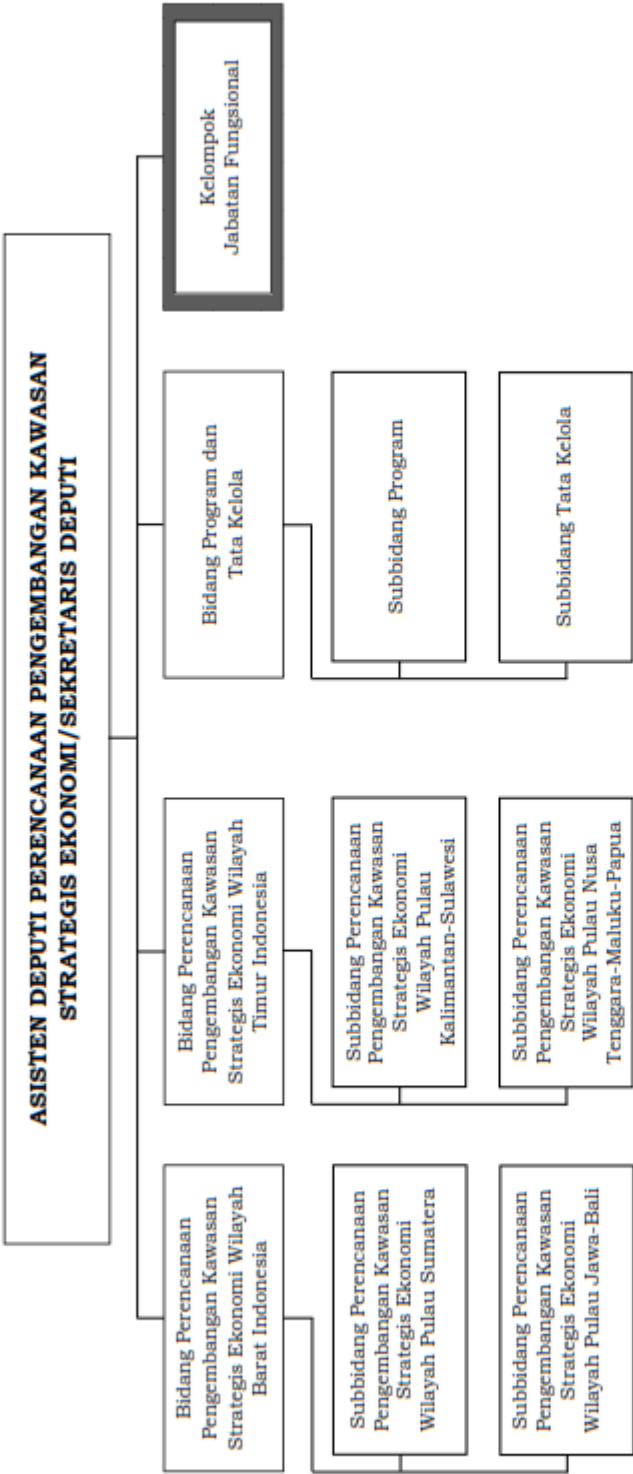 ASISTEN DEPUTI PERENCANAAN PENGEMBANGAN KAWASAN
STRATEGIS EKONOMI/SEKRETARIS DEPUTI
Bidang Perencanaan
Pengembangan Kawasan
Strategis Ekonomi Wilayah
Barat Indonesia
Bidang Perencanaan
Pengembangan Kawasan
Strategis Ekonomi Wilayah
Timur Indonesia
Bidang Program dan
Tata Kelola
Kelompok
Jabatan Fungsional
Subbidang Perencanaan
Pengembangan Kawasan
Strategis Ekonomi
Wilayah Pulau Sumatera
Subbidang Perencanaan
Pengembangan Kawasan
Strategis Ekonomi
Wilayah Pulau
Kalimantan-Sulawesi
Subbidang Program
Subbidang Perencanaan
Pengembangan Kawasan
Strategis Ekonomi
Wilayah Pulau Jawa-Bali
Subbidang Perencanaan
Pengembangan Kawasan
Strategis Ekonomi
Wilayah Pulau Nusa
Tenggara-Maluku-Papua
Subbidang Tata Kelola